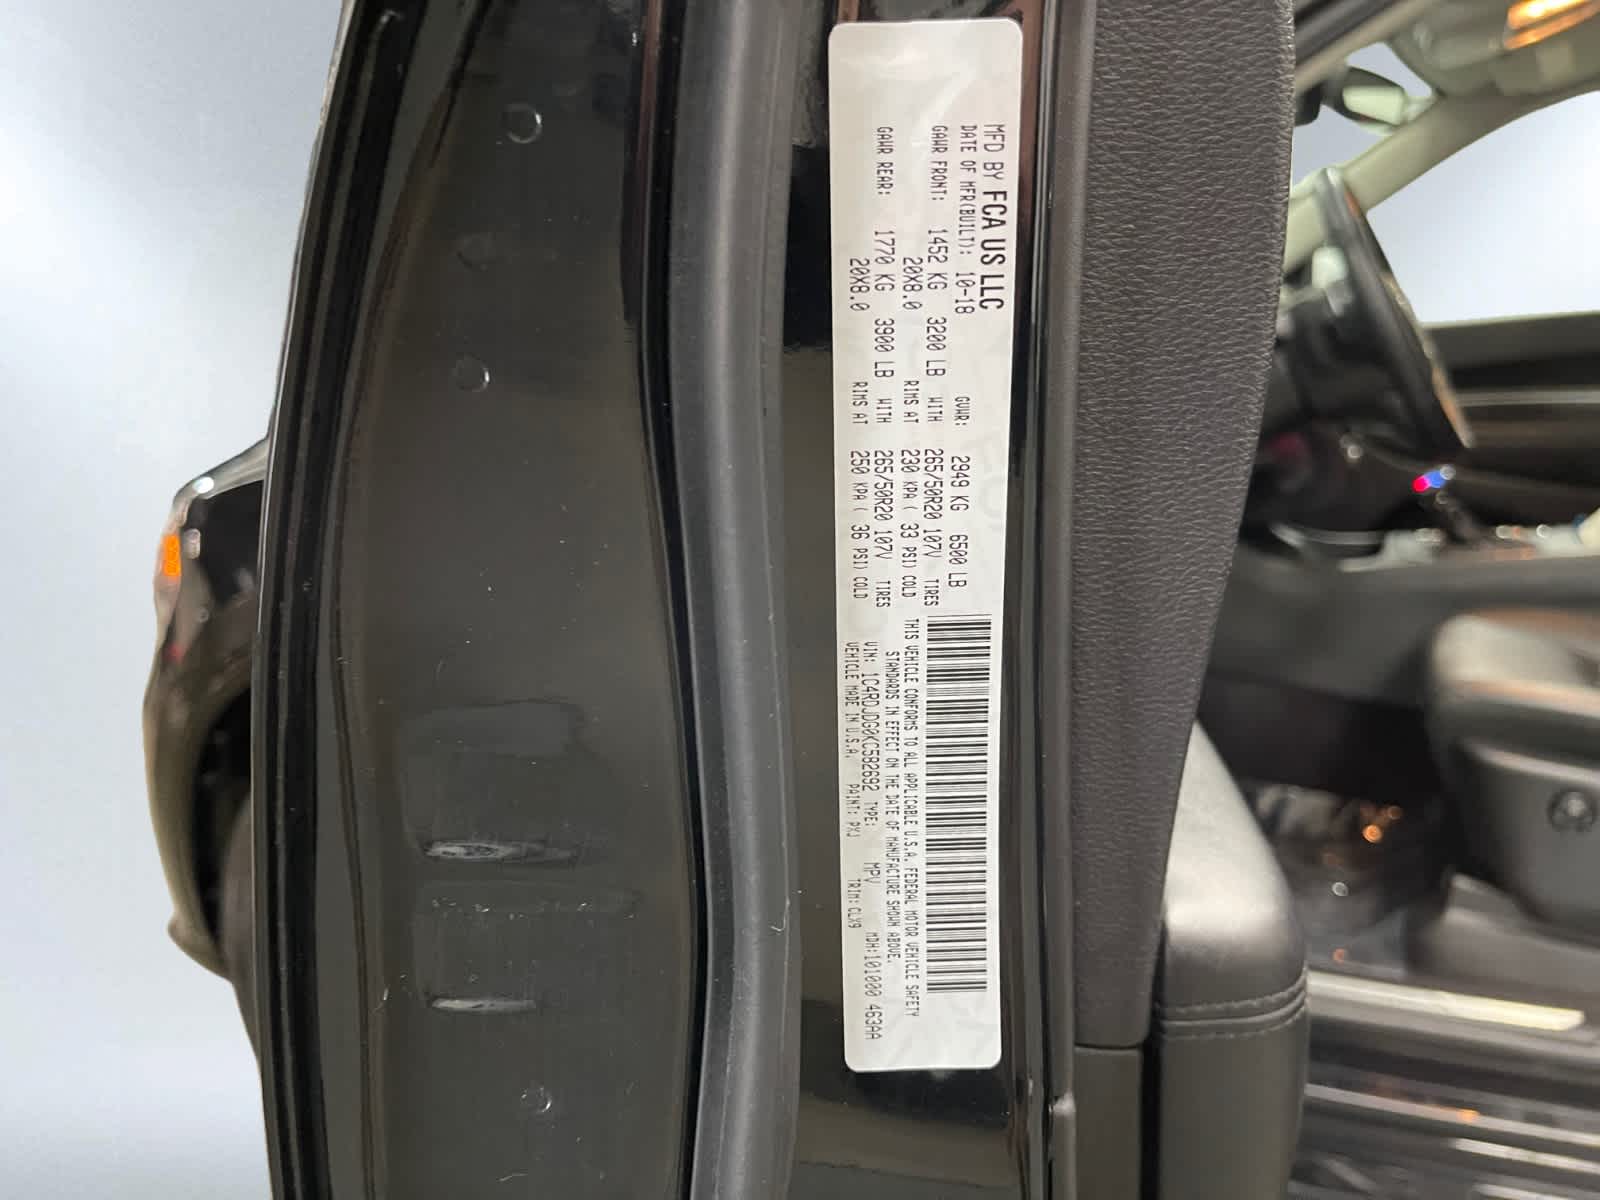 MFD BY FCA US LLC
DATE OF MFR(BUILT): 10-18 GVWR: 2949 KG 6500 LB
GAWR FRONT: 1452 KG 3200 LB WITH 265/50R20 107V TIRES
20X8.0 RIMS AT 230 KPA ( 33 PSI) COLD
GAWR REAR: 1770 KG 3900 LB WITH 265/50R20 107V TIRES
20X8.0 RIMS AT 250 KPA ( 36 PSI) COLD
THIS VEHICLE CONFORMS TO ALL APPLICABLE U.S.A. FEDERAL MOTOR VEHICLE SAFETY
STANDARDS IN EFFECT ON THE DATE OF MANUFACTURE SHOWN ABOVE.
VIN: 1C4RDJDG0KC582692 TYPE: MPV MDH:101000 463AA
VEHICLE MADE IN U.S.A. PAINT: PXJ TRIM: CLX9